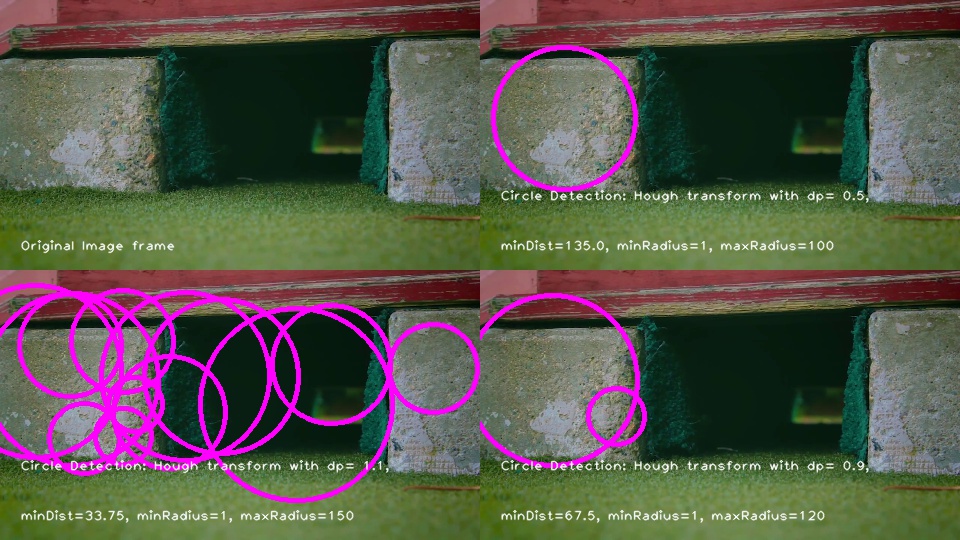 Original Image frame
Circle Detection: Hough transform with dp= 0.5,
minDist=135.0, minRadius=1, maxRadius=100
Circle Detection: Hough transform with dp= 1.1,
minDist=33.75, minRadius=1, maxRadius=150
Circle Detection: Hough transform with dp= 0.9,
minDist=67.5, minRadius=1, maxRadius=120